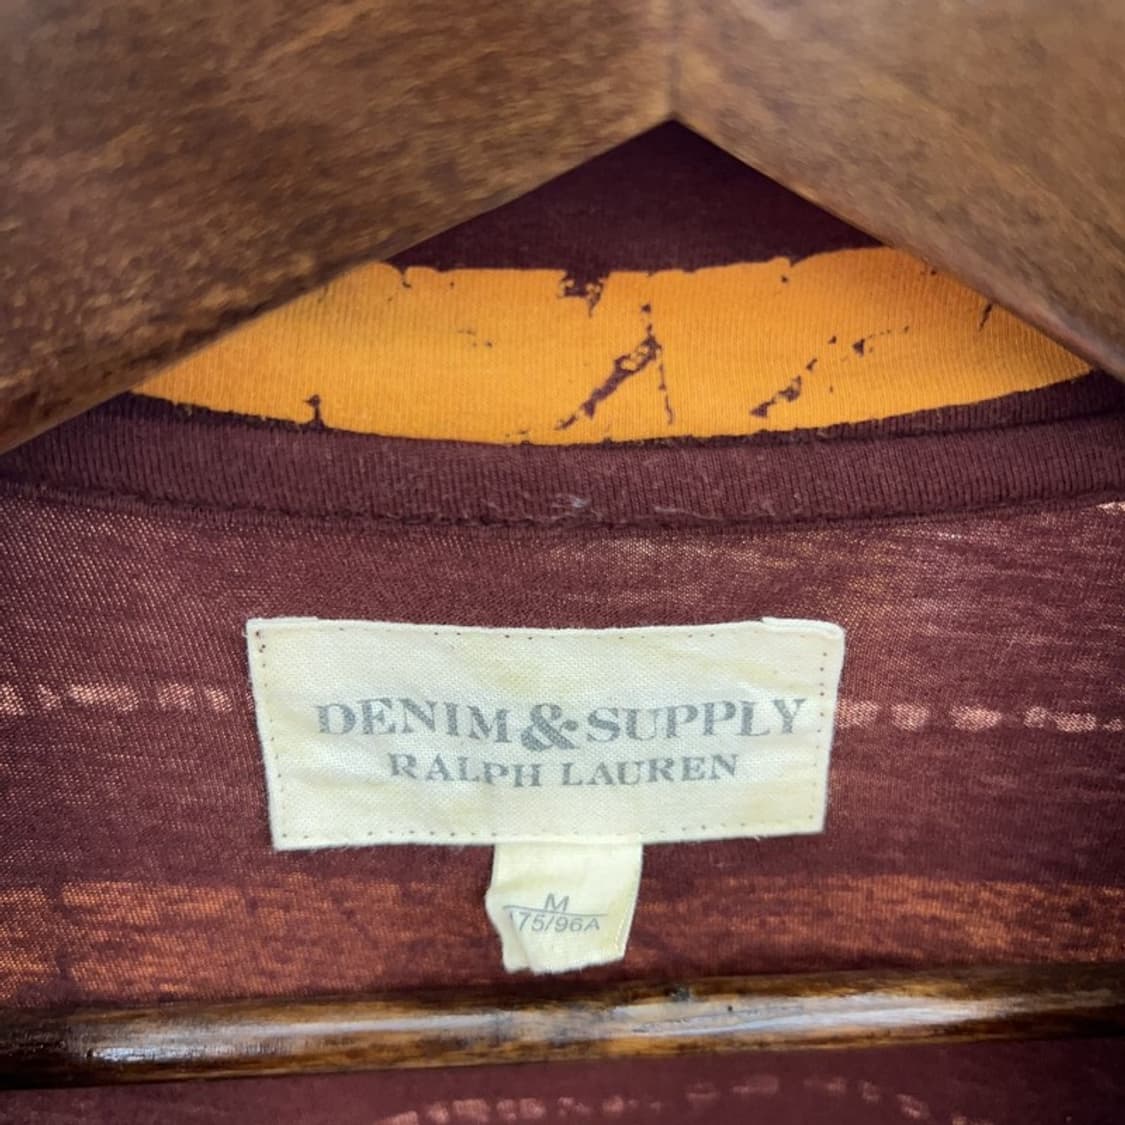 DENIM&SUPPLY
RALPH LAUREN
M
175/96A